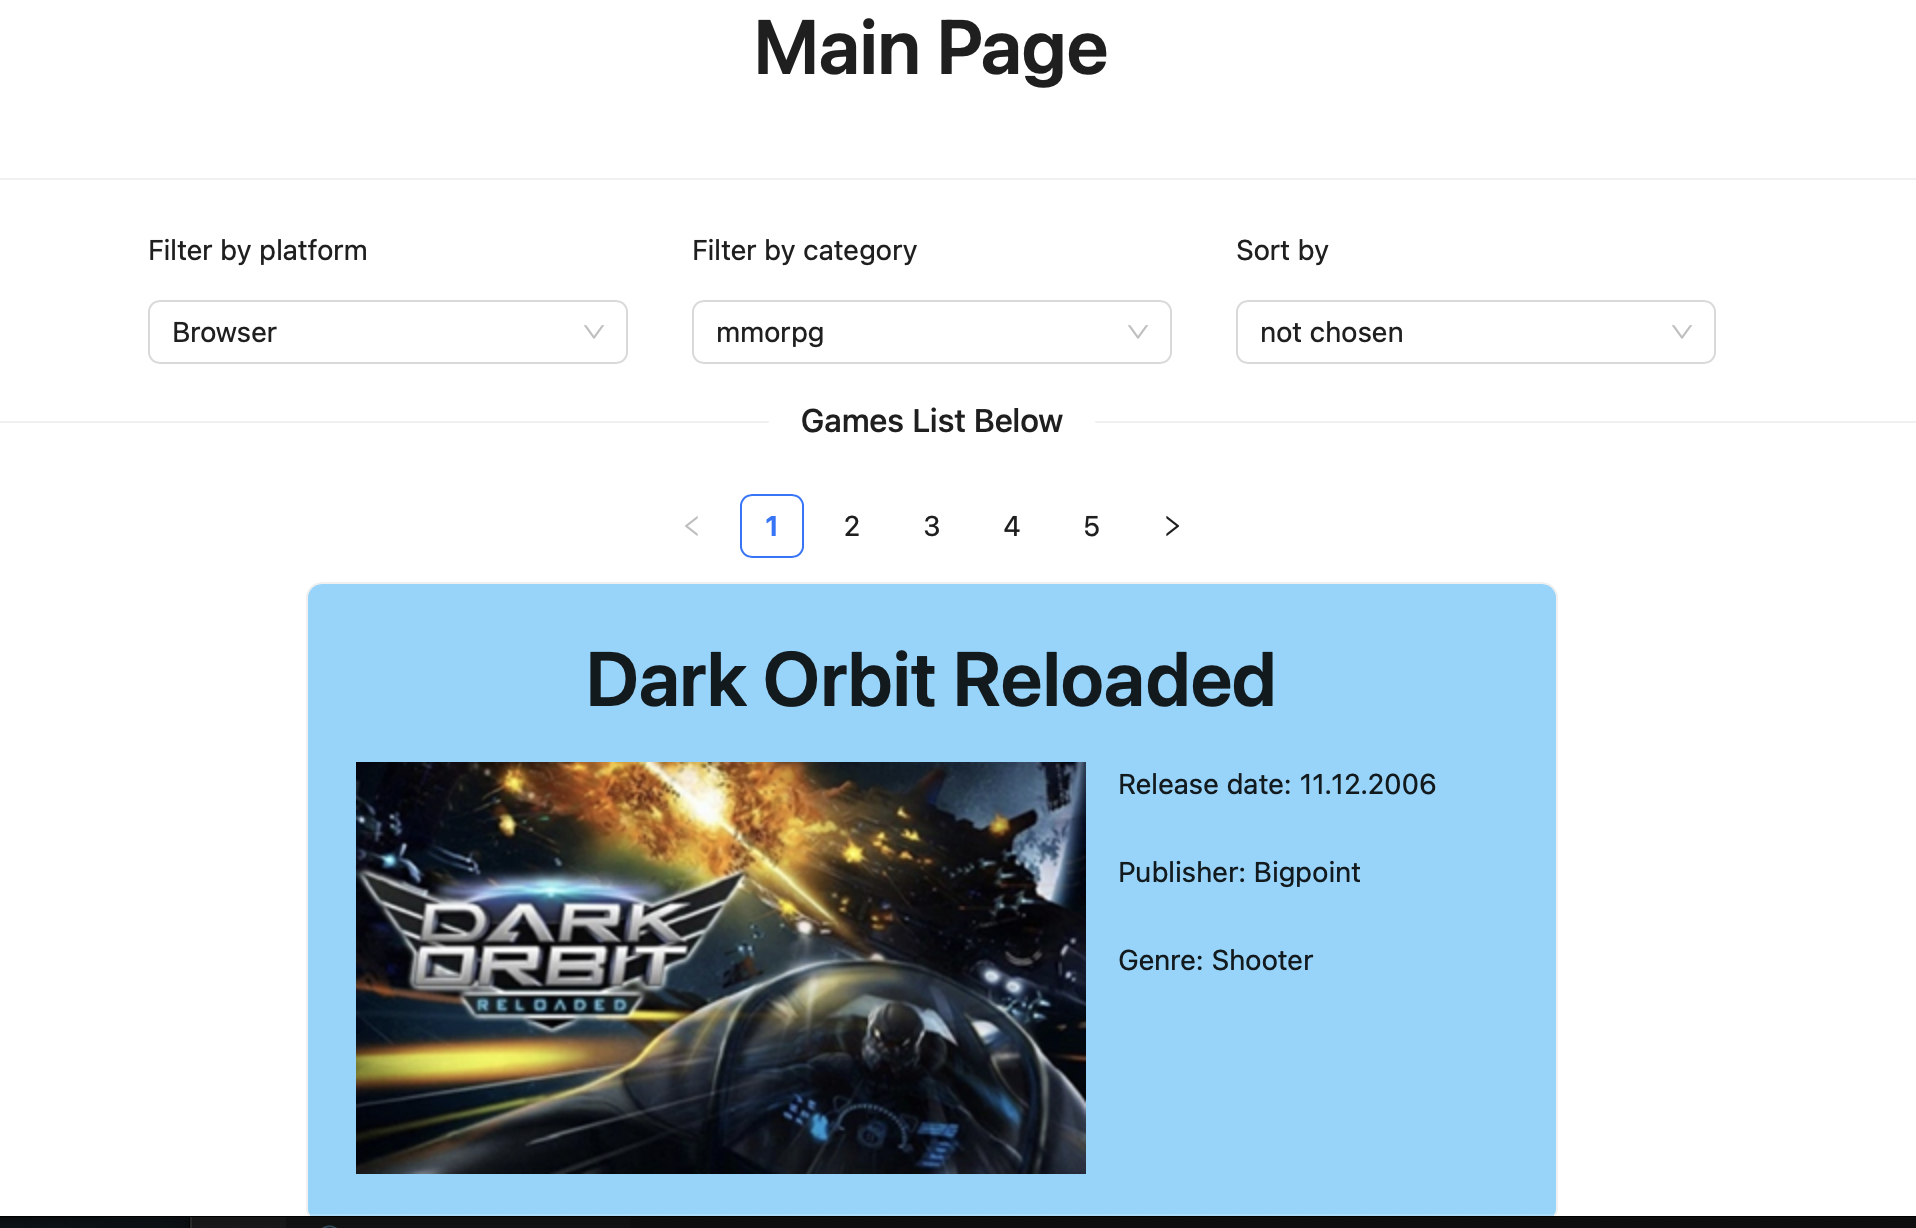 Main Page
Filter by platform
Filter by category
Sort by
Browser
mmorpg
not chosen
Games List Below
1 2 3 4 5
Dark Orbit Reloaded
DARK
ORBIT
RELOADED
Release date: 11.12.2006
Publisher: Bigpoint
Genre: Shooter